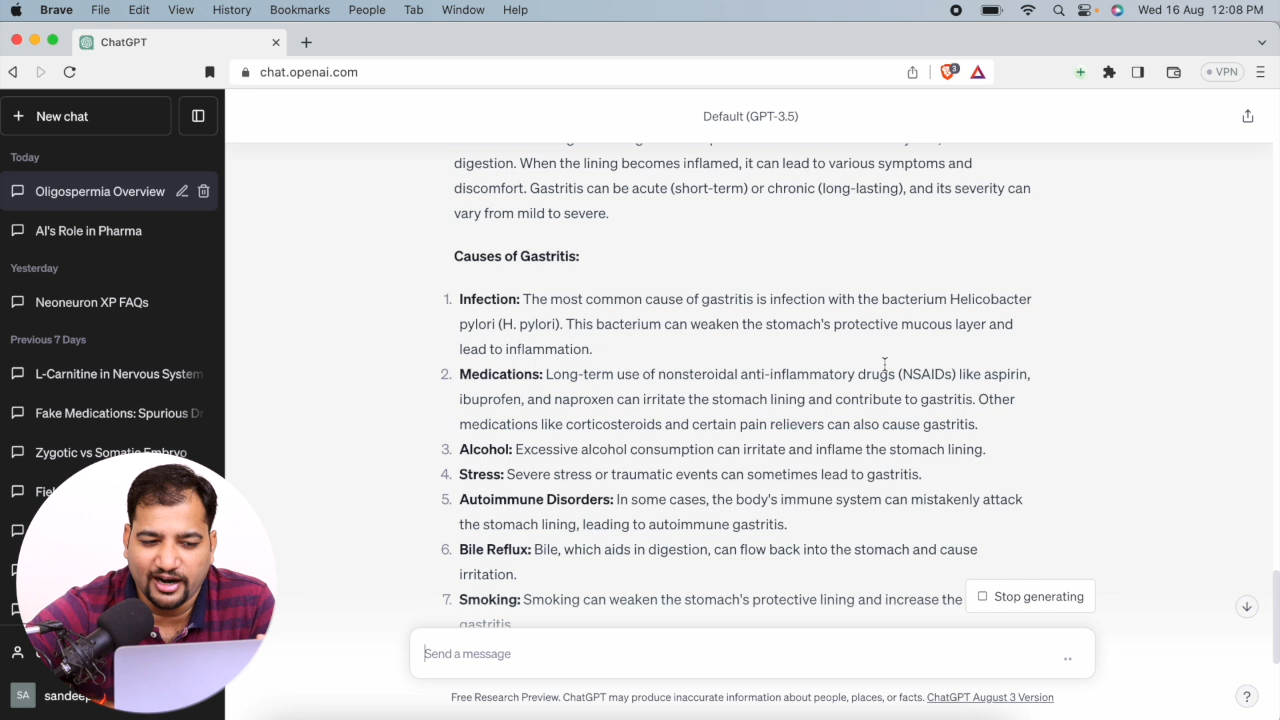 Brave File Edit View History Bookmarks People Tab Window Help Wed 16 Aug 12:08 PM
ChatGPT
chat.openai.com
3
VPN
New chat
Default (GPT-3.5)
Today
Oligospermia Overview
AI's Role in Pharma
Yesterday
Neoneuron XP FAQs
Previous 7 Days
L-Carnitine in Nervous System
Fake Medications: Spurious
Zygotic vs Somatic Embryo
SA
digestion. When the lining becomes inflamed, it can lead to various symptoms and
discomfort. Gastritis can be acute (short-term) or chronic (long-lasting), and its severity can
vary from mild to severe.
Causes of Gastritis:
1. Infection: The most common cause of gastritis is infection with the bacterium Helicobacter
pylori (H. pylori). This bacterium can weaken the stomach's protective mucous layer and
lead to inflammation.
2. Medications: Long-term use of nonsteroidal anti-inflammatory drugs (NSAIDs) like aspirin,
ibuprofen, and naproxen can irritate the stomach lining and contribute to gastritis. Other
medications like corticosteroids and certain pain relievers can also cause gastritis.
3. Alcohol: Excessive alcohol consumption can irritate and inflame the stomach lining.
4. Stress: Severe stress or traumatic events can sometimes lead to gastritis.
5. Autoimmune Disorders: In some cases, the body's immune system can mistakenly attack
the stomach lining, leading to autoimmune gastritis.
6. Bile Reflux: Bile, which aids in digestion, can flow back into the stomach and cause
irritation.
7. Smoking: Smoking can weaken the stomach's protective lining and increase the
gastritis.
Stop generating
Send a message
Free Research Preview. ChatGPT may produce inaccurate information about people, places, or facts. ChatGPT August 3 Version
?